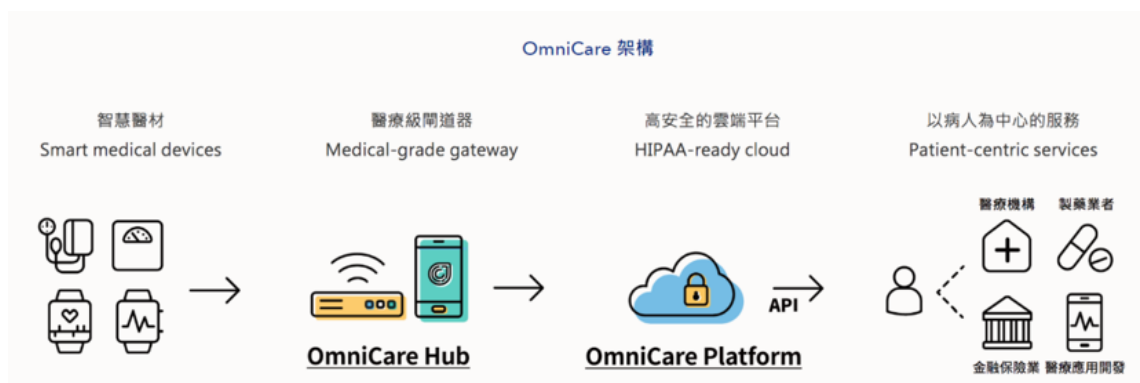 OmniCare 架構
智慧醫材
Smart medical devices
醫療級閘道器
Medical-grade gateway
高安全的雲端平台
HIPAA-ready cloud
以病人為中心的服務
Patient-centric services
醫療機構
製藥業者
API
金融保險業
醫療應用開發
OmniCare Hub
OmniCare Platform